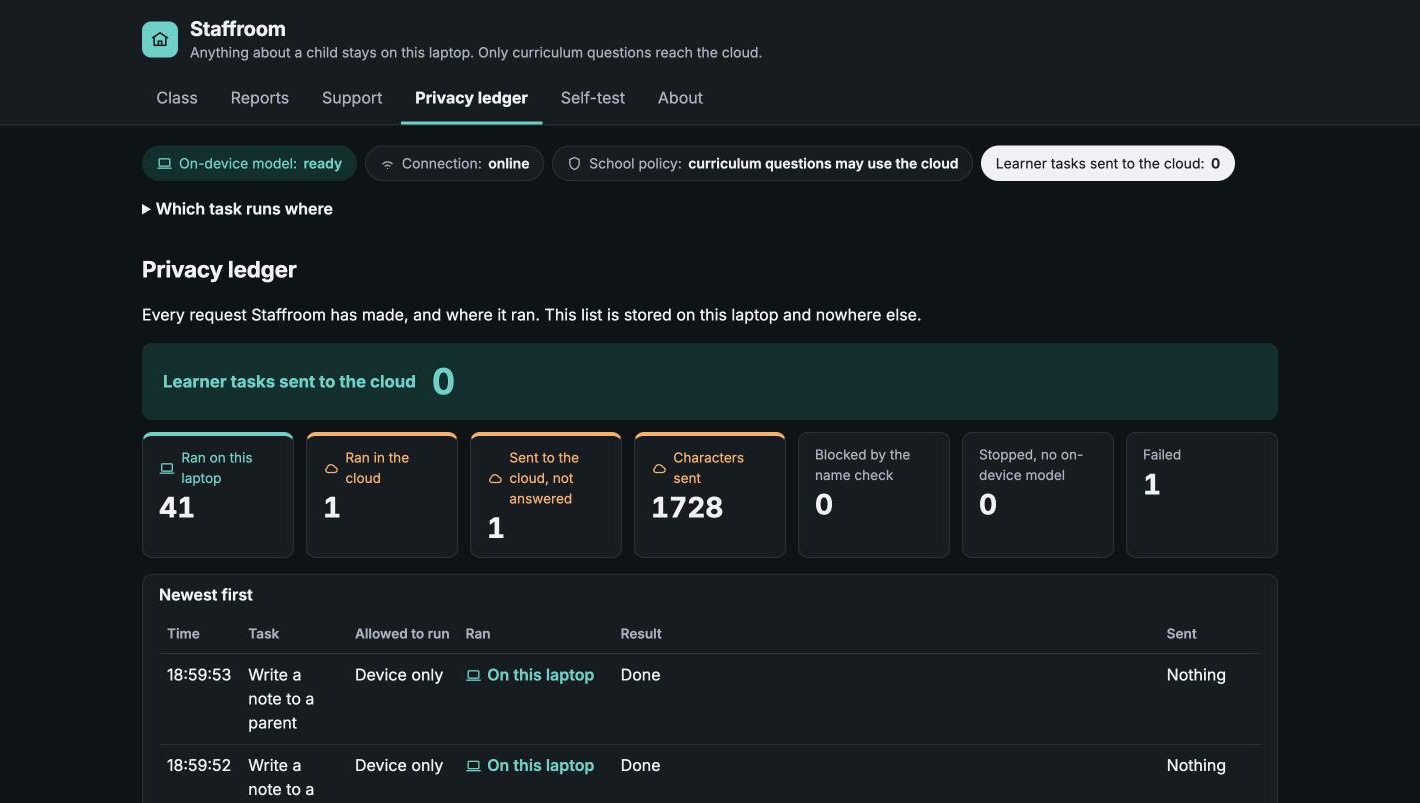 Staffroom
Anything about a child stays on this laptop. Only curriculum questions reach the cloud.
Class Reports Support Privacy ledger Self-test About
On-device model: ready Connection: online School policy: curriculum questions may use the cloud Learner tasks sent to the cloud: 0
Which task runs where
Privacy ledger
Every request Staffroom has made, and where it ran. This list is stored on this laptop and nowhere else.
Learner tasks sent to the cloud 0
Ran on this
laptop
41
Ran in the
cloud
1
Sent to the
cloud, not
answered
1
Characters
sent
1728
Blocked by the
name check
0
Stopped, no on-
device model
0
Failed
1
Newest first
Time Task Allowed to run Ran Result Sent
18:59:53 Write a Device only On this laptop Done Nothing
note to a
parent
18:59:52 Write a Device only On this laptop Done Nothing
note to a